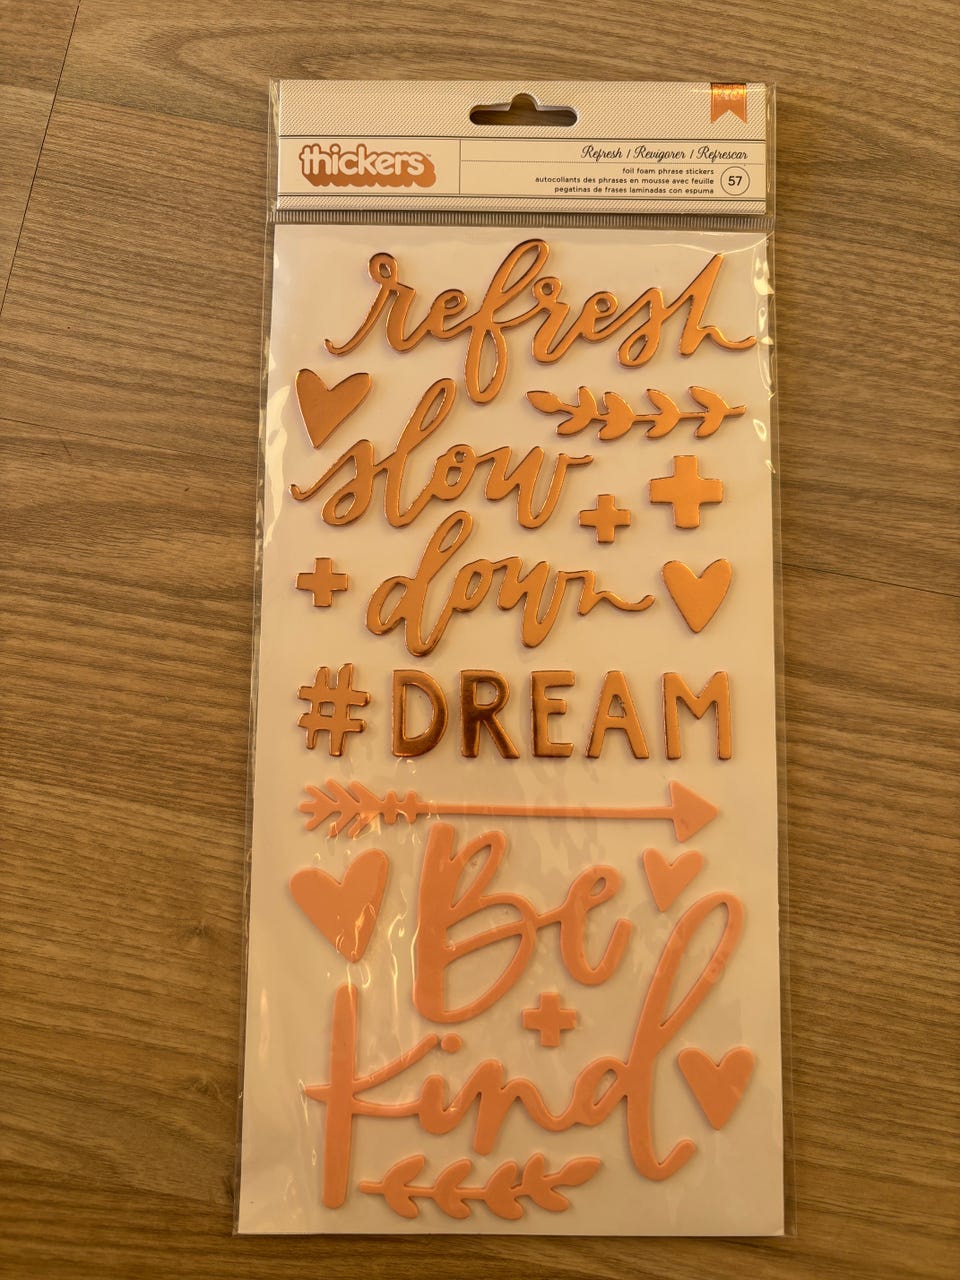 thickers™
Refresh / Revigorer / Refrescar
foil foam phrase stickers
autocollants des phrases en mousse avec feuille
pegatinas de frases laminadas con espuma
57
refresh
slow
down
#DREAM
Be
Kind